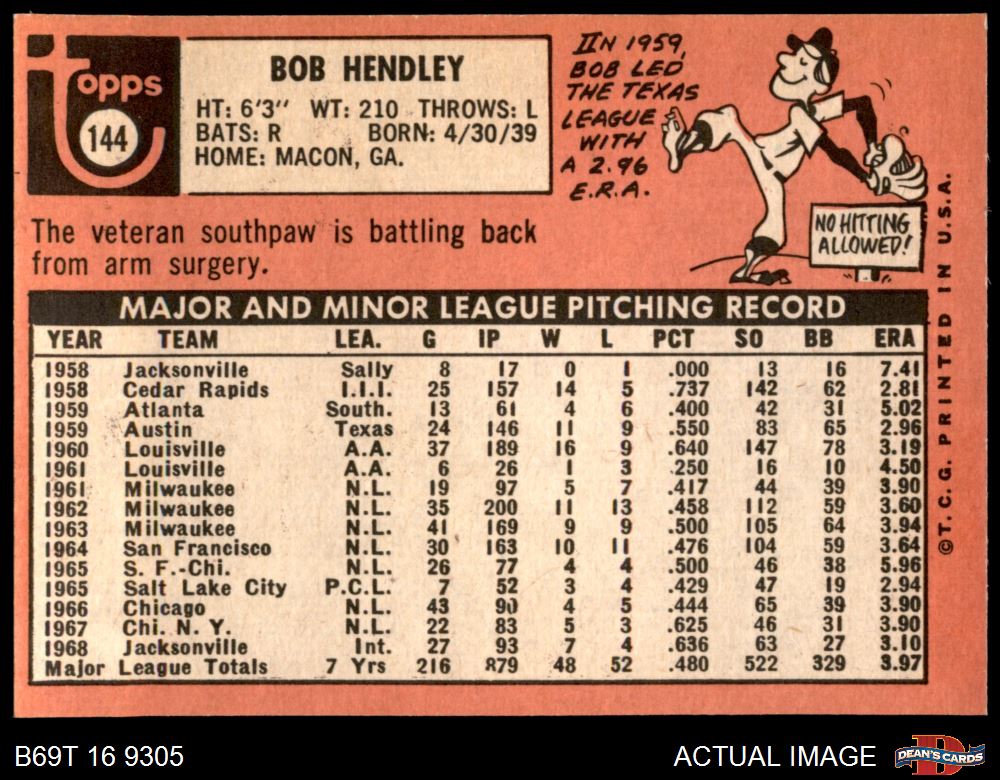 Topps
144
BOB HENDLEY
HT: 6'3" WT: 210 THROWS: L
BATS: R BORN: 4/30/39
HOME: MACON, GA.
IN 1959,
BOB LED
THE TEXAS
LEAGUE
WITH
A 2.96
E.R.A.
NO HITTING
ALLOWED!
The veteran southpaw is battling back
from arm surgery.
MAJOR AND MINOR LEAGUE PITCHING RECORD
YEAR TEAM LEA. G IP W L PCT SO BB ERA
1958 Jacksonville Sally 8 17 0 1 .000 13 16 7.41
1958 Cedar Rapids I.I.I. 25 157 14 5 .737 142 62 2.81
1959 Atlanta South. 13 61 4 6 .400 42 31 5.02
1959 Austin Texas 24 146 11 9 .550 83 65 2.96
1960 Louisville A.A. 37 189 16 9 .640 147 78 3.19
1961 Louisville A.A. 6 26 1 3 .250 16 10 4.50
1961 Milwaukee N.L. 19 97 5 7 .417 44 39 3.90
1962 Milwaukee N.L. 35 200 11 13 .458 112 59 3.60
1963 Milwaukee N.L. 41 169 9 9 .500 105 64 3.94
1964 San Francisco N.L. 30 163 10 11 .476 104 59 3.64
1965 S. F.-Chi. N.L. 26 77 4 4 .500 46 38 5.96
1965 Salt Lake City P.C.L. 7 52 3 4 .429 47 19 2.94
1966 Chicago N.L. 43 90 4 5 .444 65 39 3.90
1967 Chi. N. Y. N.L. 22 83 5 3 .625 46 31 3.90
1968 Jacksonville Int. 27 93 7 4 .636 63 27 3.10
Major League Totals 7 Yrs 216 879 48 52 .480 522 329 3.97
©T. C. G. PRINTED IN U.S.A.
B69T 16 9305
ACTUAL IMAGE
DEAN'S CARDS